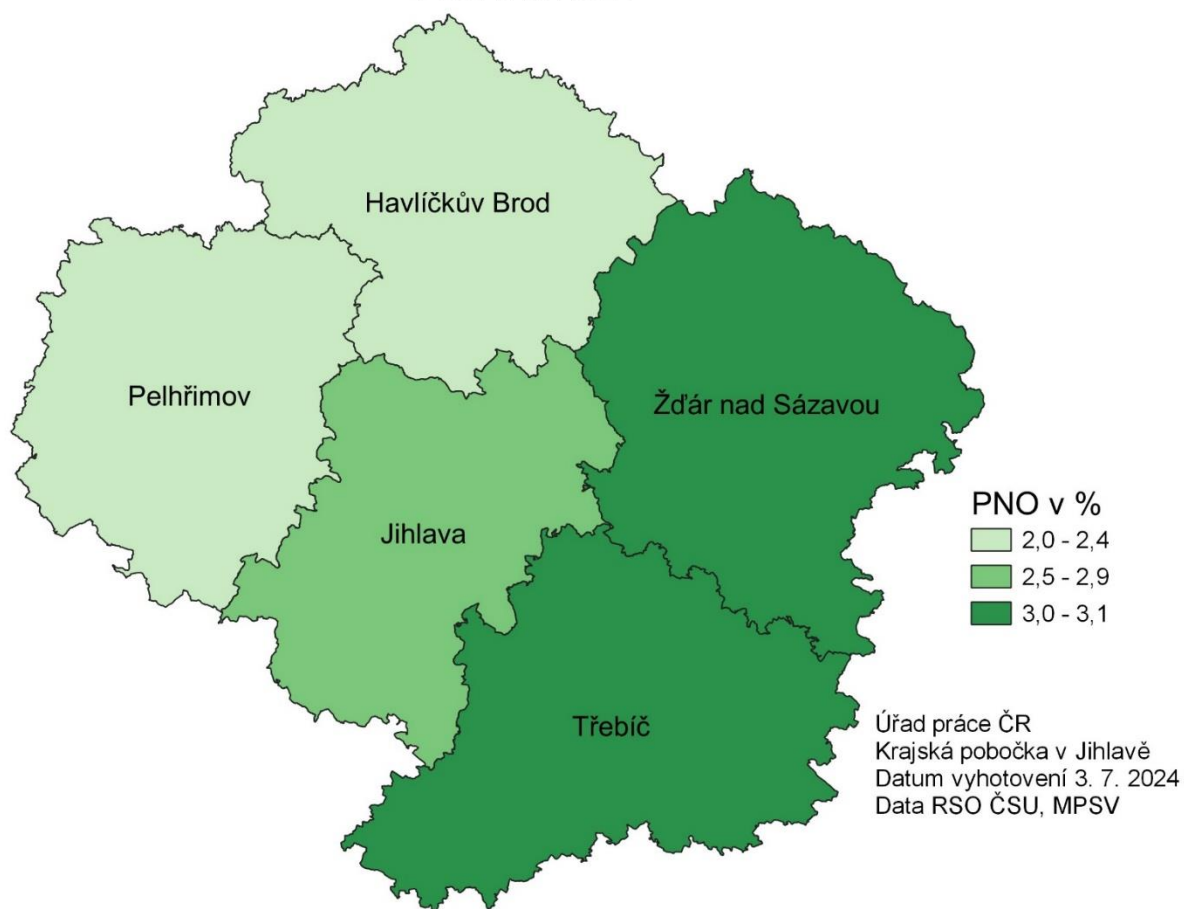 Havlíčkův Brod
Pelhřimov
Žďár nad Sázavou
Jihlava
Třebíč
PNO v %
2,0 - 2,4
2,5 - 2,9
3,0 - 3,1
Úřad práce ČR
Krajská pobočka v Jihlavě
Datum vyhotovení 3. 7. 2024
Data RSO ČSU, MPSV